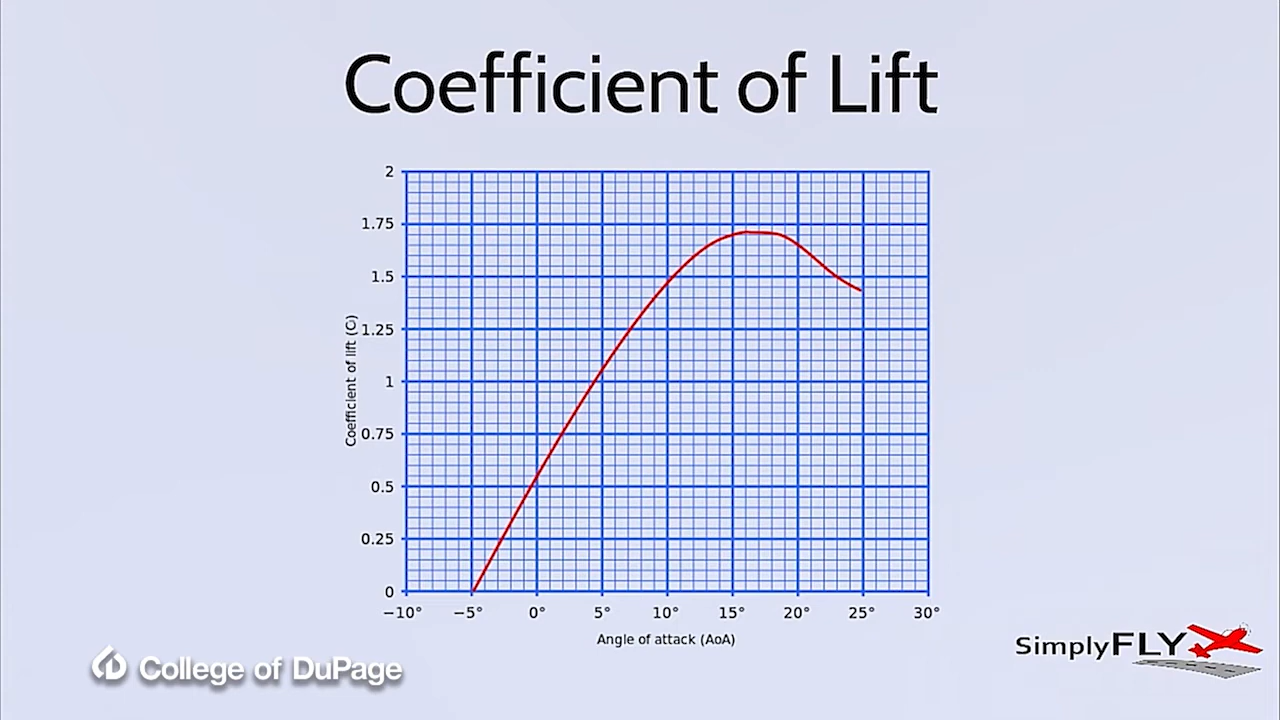 Coefficient of Lift
2
1.75
1.5
1.25
1
0.75
0.5
0.25
0
Coefficient of lift (C)
−10° −5° 0° 5° 10° 15° 20° 25° 30°
Angle of attack (AoA)
College of DuPage
SimplyFLY